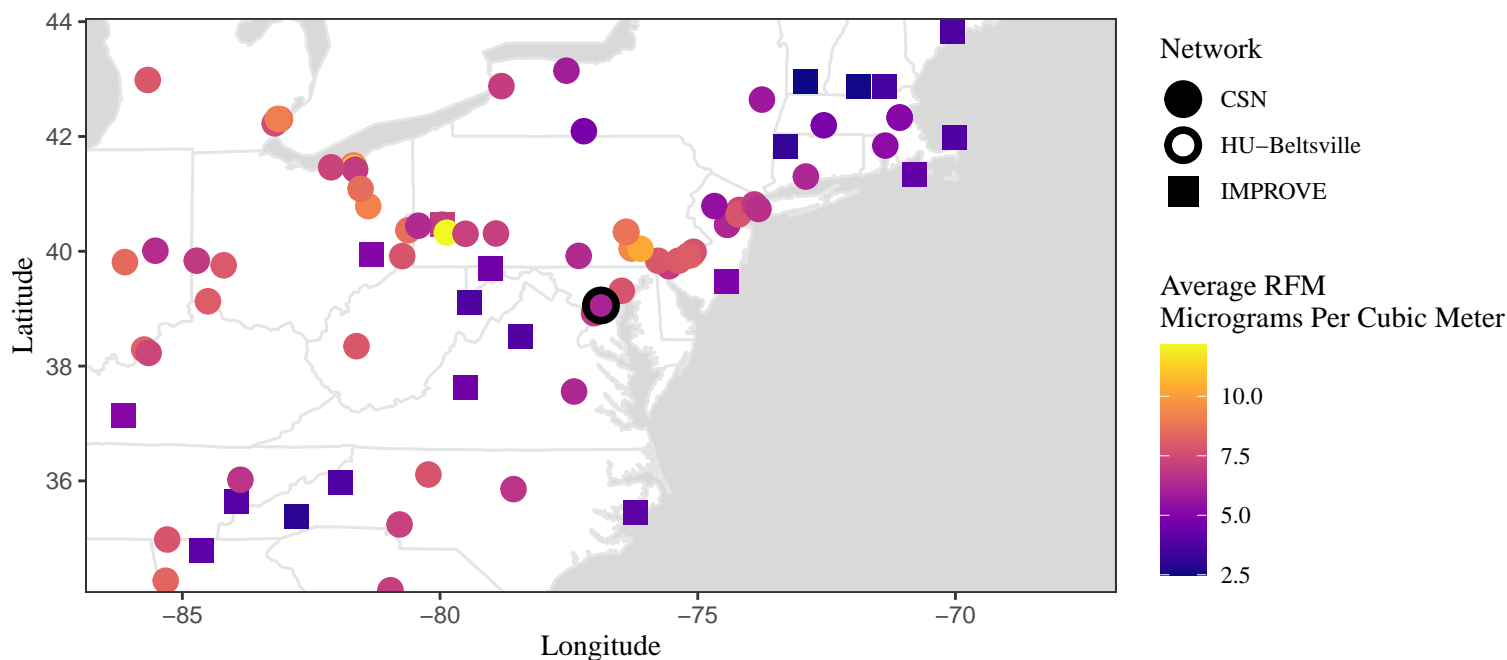 44
42
40
38
36
Latitude
−85
−80
−75
−70
Longitude
Network
CSN
HU−Beltsville
IMPROVE
Average RFM
Micrograms Per Cubic Meter
10.0
7.5
5.0
2.5